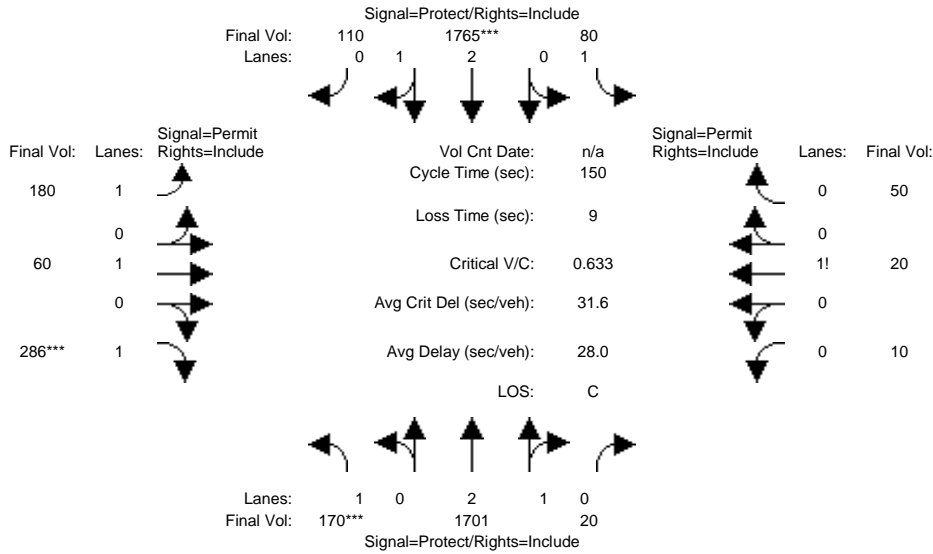 Signal=Protect/Rights=Include
Final Vol: 110 1765*** 80
Lanes: 0 1 2 0 1
Signal=Permit Signal=Permit
Final Vol: Lanes: Rights=Include Vol Cnt Date: n/a Rights=Include Lanes: Final Vol:
Cycle Time (sec): 150
180 1 0 50
Loss Time (sec): 9
0 0
60 1 Critical V/C: 0.633 1! 20
0 Avg Crit Del (sec/veh): 31.6 0
286*** 1 Avg Delay (sec/veh): 28.0 0 10
LOS: C
Lanes: 1 0 2 1 0
Final Vol: 170*** 1701 20
Signal=Protect/Rights=Include